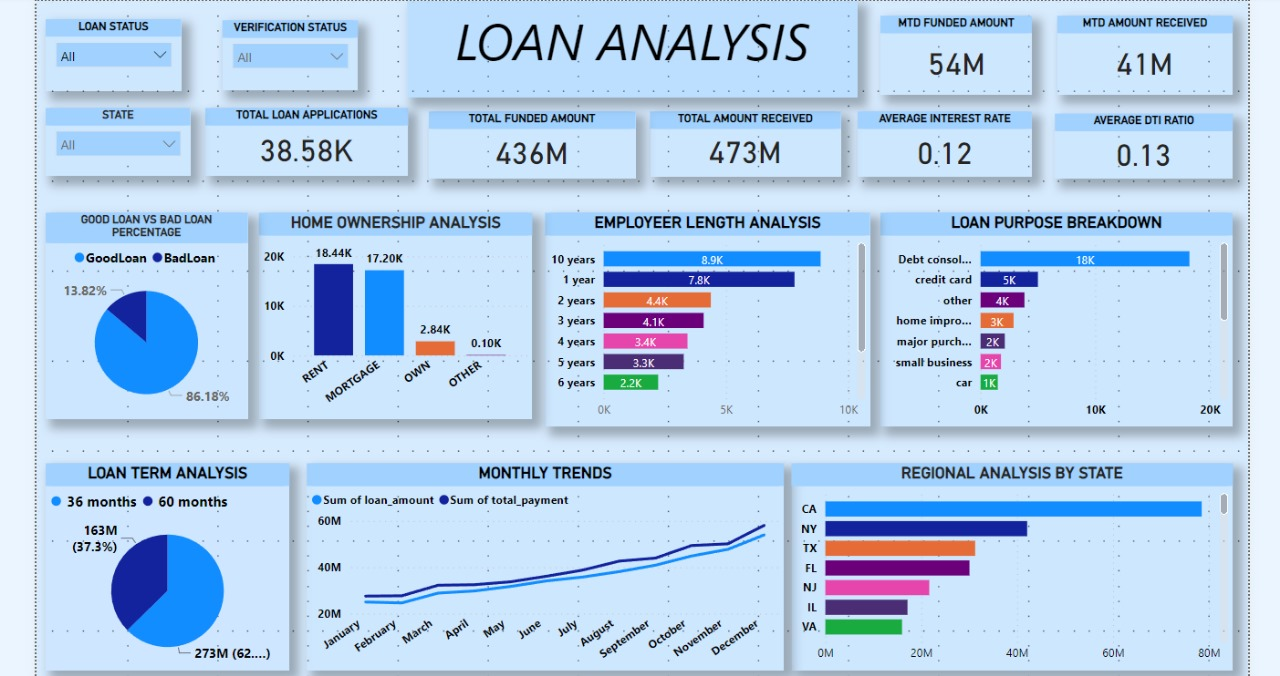 LOAN STATUS
All
VERIFICATION STATUS
All
LOAN ANALYSIS
MTD FUNDED AMOUNT
54M
MTD AMOUNT RECEIVED
41M
STATE
All
TOTAL LOAN APPLICATIONS
38.58K
TOTAL FUNDED AMOUNT
436M
TOTAL AMOUNT RECEIVED
473M
AVERAGE INTEREST RATE
0.12
AVERAGE DTI RATIO
0.13
GOOD LOAN VS BAD LOAN
PERCENTAGE
GoodLoan BadLoan
13.82%
86.18%
HOME OWNERSHIP ANALYSIS
20K
10K
0K
18.44K
17.20K
2.84K
0.10K
RENT
MORTGAGE
OWN
OTHER
EMPLOYEER LENGTH ANALYSIS
10 years 8.9K
1 year 7.8K
2 years 4.4K
3 years 4.1K
4 years 3.4K
5 years 3.3K
6 years 2.2K
0K 5K 10K
LOAN PURPOSE BREAKDOWN
Debt consol... 18K
credit card 5K
other 4K
home impro... 3K
major purch... 2K
small business 2K
car 1K
0K 10K 20K
LOAN TERM ANALYSIS
36 months 60 months
163M
(37.3%)
273M (62....)
MONTHLY TRENDS
Sum of loan_amount Sum of total_payment
60M
40M
20M
January
February
March
April
May
June
July
August
September
October
November
December
REGIONAL ANALYSIS BY STATE
CA
NY
TX
FL
NJ
IL
VA
0M 20M 40M 60M 80M